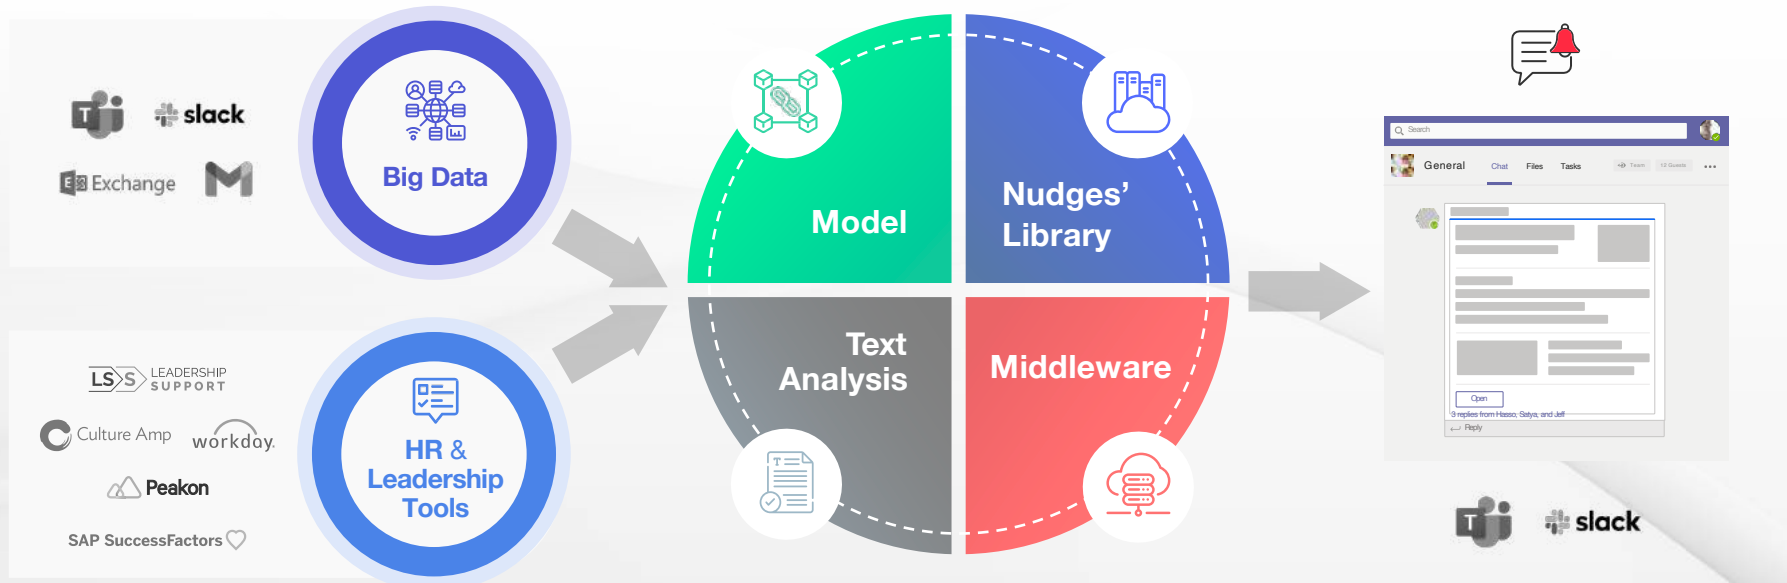 slack
Exchange
Big Data
LS>S LEADERSHIP
SUPPORT
Culture Amp
workday.
Peakon
SAP SuccessFactors
HR &
Leadership
Tools
Model
Nudges’
Library
Text
Analysis
Middleware
Search
General
Chat
Files
Tasks
Team
Open
3 replies from Hasso, Satya, and Jeff
Reply
T
slack